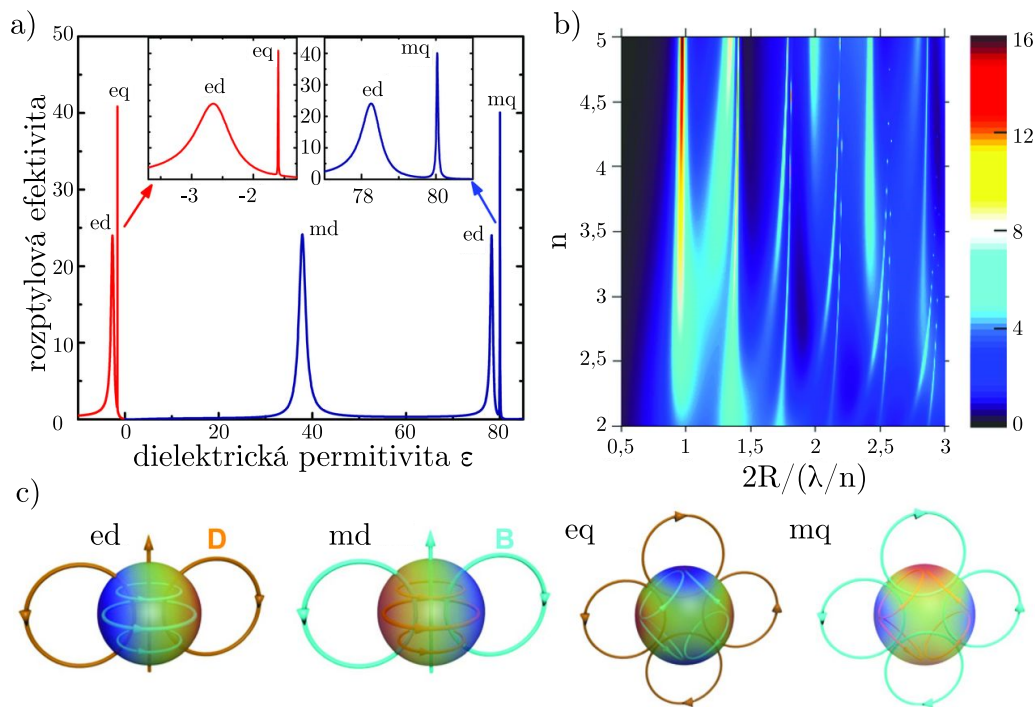 a)
rozptylová efektivita
50
40
30
20
10
0
eq
ed
ed
eq
-3
-2
40
30
20
10
0
mq
ed
78
80
mq
md
ed
0
20
40
60
80
dielektrická permitivita ε
b)
n
5
4,5
4
3,5
3
2,5
2
0,5
1
1,5
2
2,5
3
2R/(λ/n)
16
12
8
4
0
c)
ed
D
md
B
eq
mq